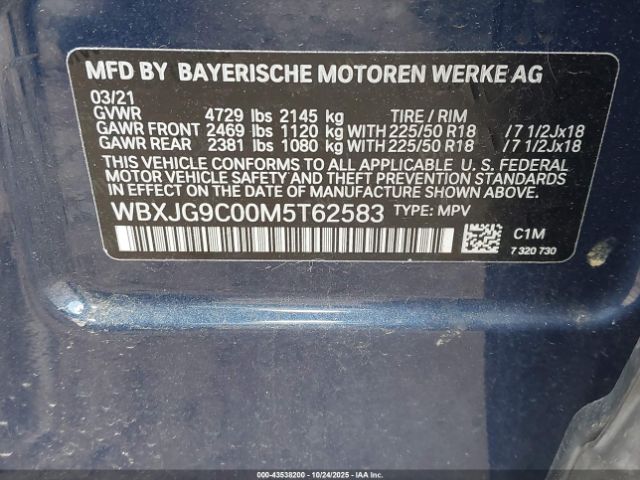 MFD BY BAYERISCHE MOTOREN WERKE AG
03/21
GVWR 4729 lbs 2145 kg TIRE / RIM
GAWR FRONT 2469 lbs 1120 kg WITH 225/50 R18 /7 1/2Jx18
GAWR REAR 2381 lbs 1080 kg WITH 225/50 R18 /7 1/2Jx18
THIS VEHICLE CONFORMS TO ALL APPLICABLE U. S. FEDERAL
MOTOR VEHICLE SAFETY AND THEFT PREVENTION STANDARDS
IN EFFECT ON THE DATE OF MANUFACTURE SHOWN ABOVE.
WBXJG9C00M5T62583 TYPE: MPV
C1M
7 320 730
000-43538200 - 10/24/2025 - IAAI.COM